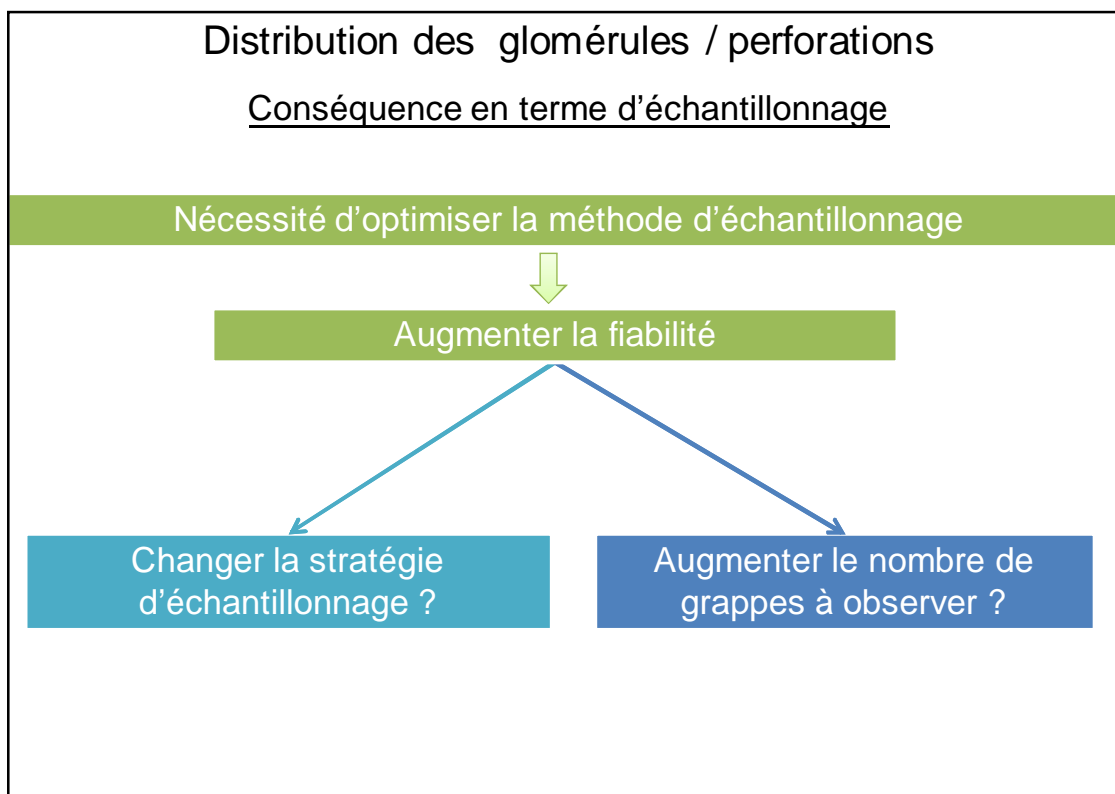 Distribution des glomérules / perforations
Conséquence en terme d'échantillonnage
Nécessité d'optimiser la méthode d'échantillonnage
Augmenter la fiabilité
Changer la stratégie
d'échantillonnage ?
Augmenter le nombre de
grappes à observer ?